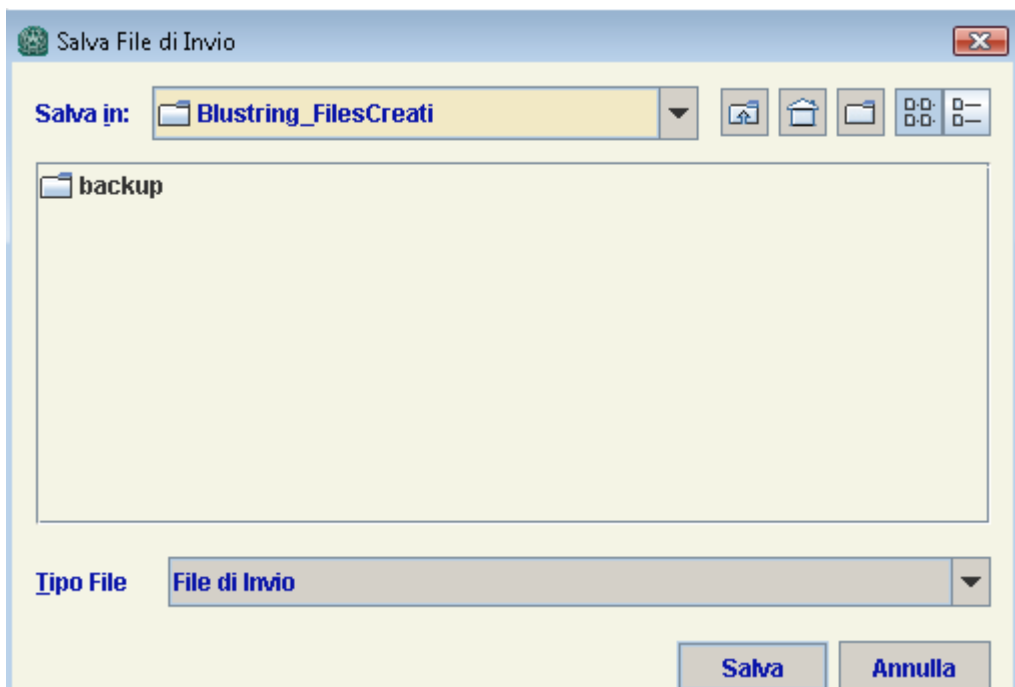 Salva File di Invio
Salva in: Blustring_FilesCreati
backup
Tipo File File di Invio
Salva Annulla